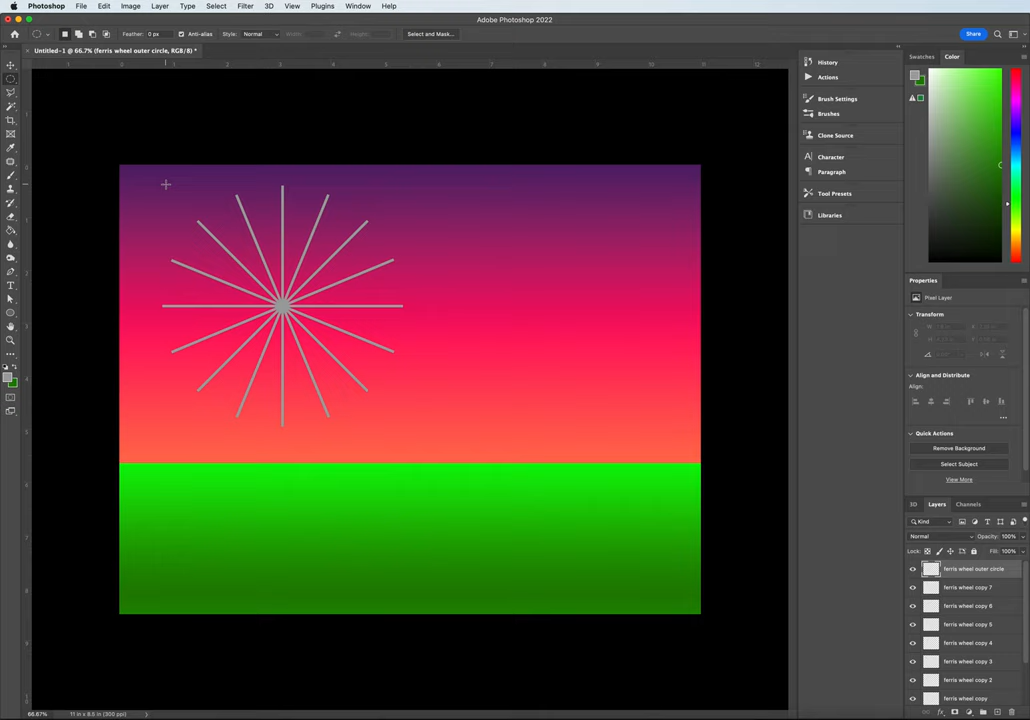 Photoshop File Edit Image Layer Type Select Filter 3D View Plugins Window Help
Adobe Photoshop 2022
Feather: 0 px Anti-alias Style: Normal Width: Height: Select and Mask... Share
Untitled-1 @ 66.7% (ferris wheel outer circle, RGB/8) *
History
Actions
Brush Settings
Brushes
Clone Source
Character
Paragraph
Tool Presets
Libraries
Swatches Color
Properties
Pixel Layer
Transform
Align and Distribute
Align:
Quick Actions
Remove Background
Select Subject
View More
3D Layers Channels
Kind
Normal Opacity: 100%
Lock: Fill: 100%
ferris wheel outer circle
ferris wheel copy 7
ferris wheel copy 6
ferris wheel copy 5
ferris wheel copy 4
ferris wheel copy 3
ferris wheel copy 2
ferris wheel copy
66.67% 11 in x 8.5 in (300 ppi)